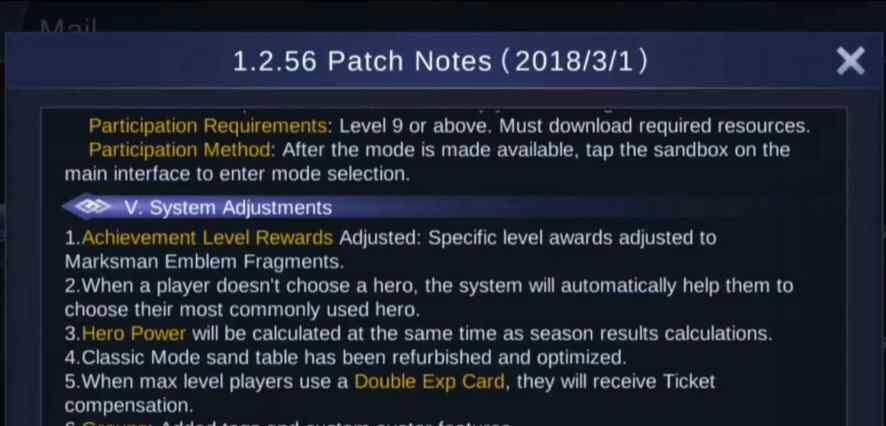 Mail
1.2.56 Patch Notes (2018/3/1)
Participation Requirements: Level 9 or above. Must download required resources.
Participation Method: After the mode is made available, tap the sandbox on the
main interface to enter mode selection.
V. System Adjustments
1.Achievement Level Rewards Adjusted: Specific level awards adjusted to
Marksman Emblem Fragments.
2.When a player doesn't choose a hero, the system will automatically help them to
choose their most commonly used hero.
3.Hero Power will be calculated at the same time as season results calculations.
4.Classic Mode sand table has been refurbished and optimized.
5.When max level players use a Double Exp Card, they will receive Ticket
compensation.